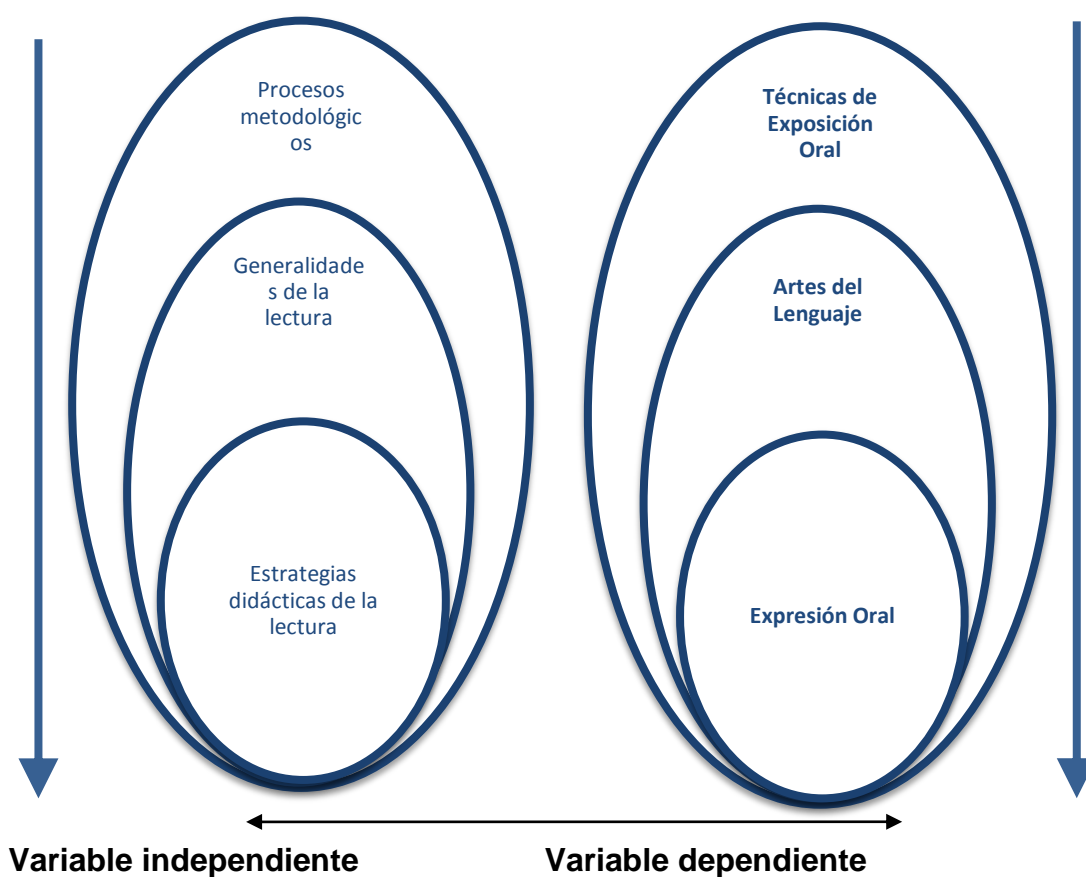 Procesos
metodológic
os
Generalidade
s de la
lectura
Estrategias
didácticas de la
lectura
Técnicas de
Exposición
Oral
Artes del
Lenguaje
Expresión Oral
Variable independiente
Variable dependiente